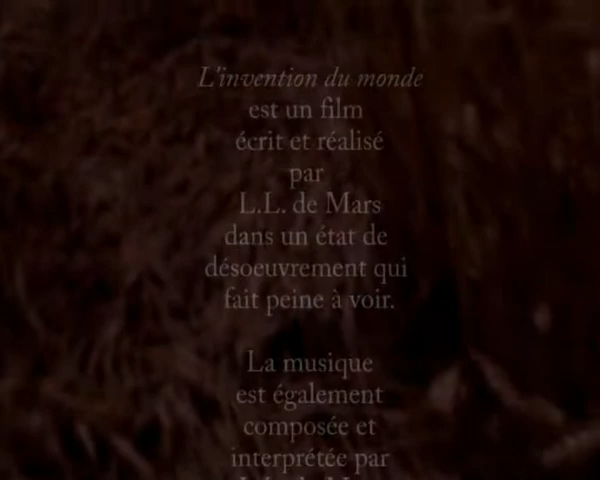 L'invention du monde
est un film
écrit et réalisé
par
L.L. de Mars
dans un état de
désoeuvrement qui
fait peine à voir.
La musique
est également
composée et
interprétée par